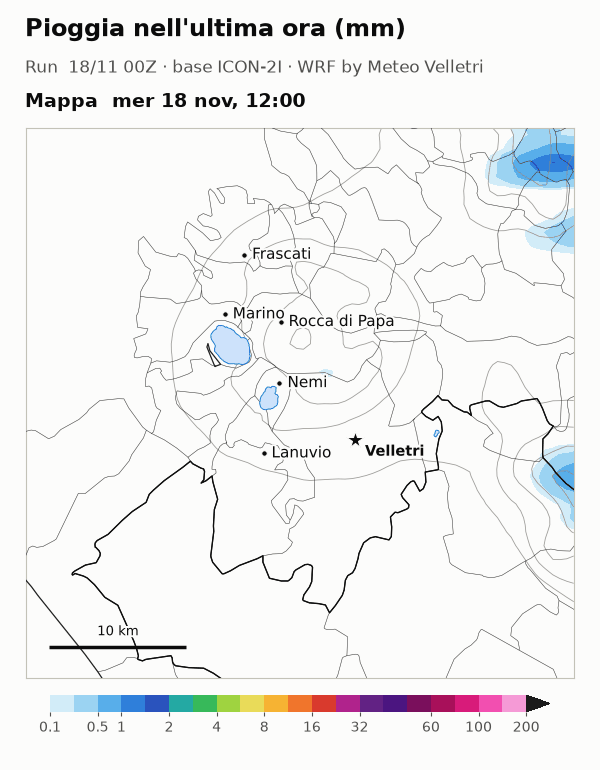 Pioggia nell'ultima ora (mm)
Run  18/11 00Z · base ICON-2I · WRF by Meteo Velletri
Mappa  mer 18 nov, 12:00
Frascati
Marino
Rocca di Papa
Nemi
Velletri
Lanuvio
10 km
0.1 0.5 1 2 4 8 16 32 60 100 200